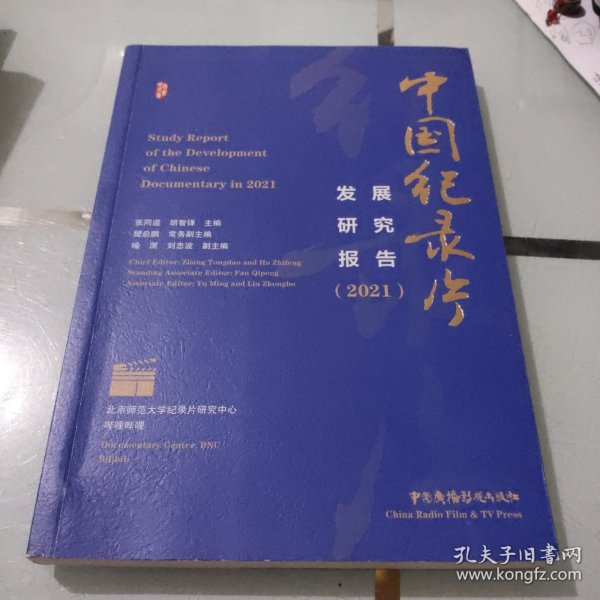 中国纪录片
发展
研究
报告
（2021）
Study Report
of the Development
of Chinese
Documentary in 2021
张同道 胡智锋 主编
樊启鹏 常务副主编
喻溟 刘忠波 副主编
Chief Editor: Zhang Tongdao and Hu Zhifeng
Standing Associate Editor: Fan Qipeng
Associate Editor: Yu Ming and Liu Zhongbo
北京师范大学纪录片研究中心
哔哩哔哩
Documentary Center, BNU
bilibili
中国广播影视出版社
China Radio Film & TV Press
孔夫子旧书网
www.kongfz.com